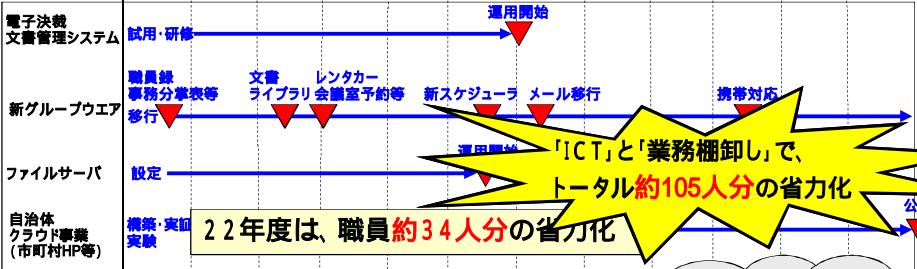 電子決裁
文書管理システム
試用・研修
運用開始
新グループウエア
職員録
事務分掌表等
移行
文書
ライブラリ
レンタカー
会議室予約等
新スケジューラ
メール移行
携帯対応
ファイルサーバ
設定
運用開始
「ICT」と「業務棚卸し」で、
トータル約105人分の省力化
自治体
クラウド事業
(市町村HP等)
構築・実証
実験
22年度は、職員約34人分の省力化
公